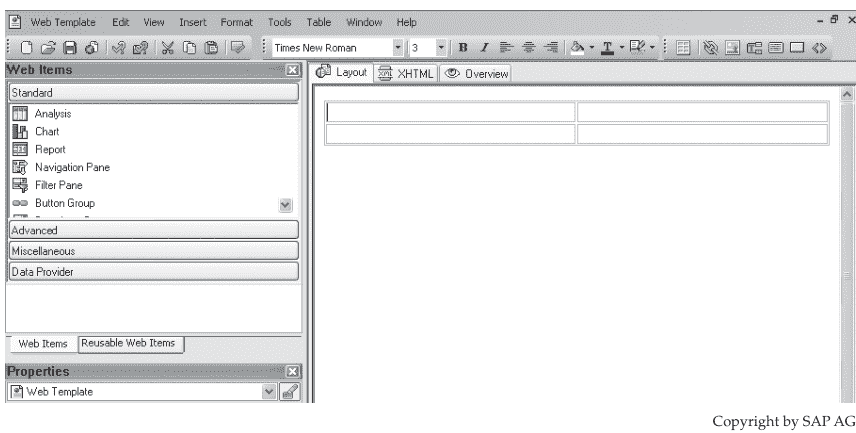 Web Template Edit View Insert Format Tools Table Window Help
Times New Roman 3 B I T
Web Items
Layout XHTML Overview
Standard
Analysis
Chart
Report
Navigation Pane
Filter Pane
Button Group
Advanced
Miscellaneous
Data Provider
Web Items Reusable Web Items
Properties
Web Template
Copyright by SAP AG